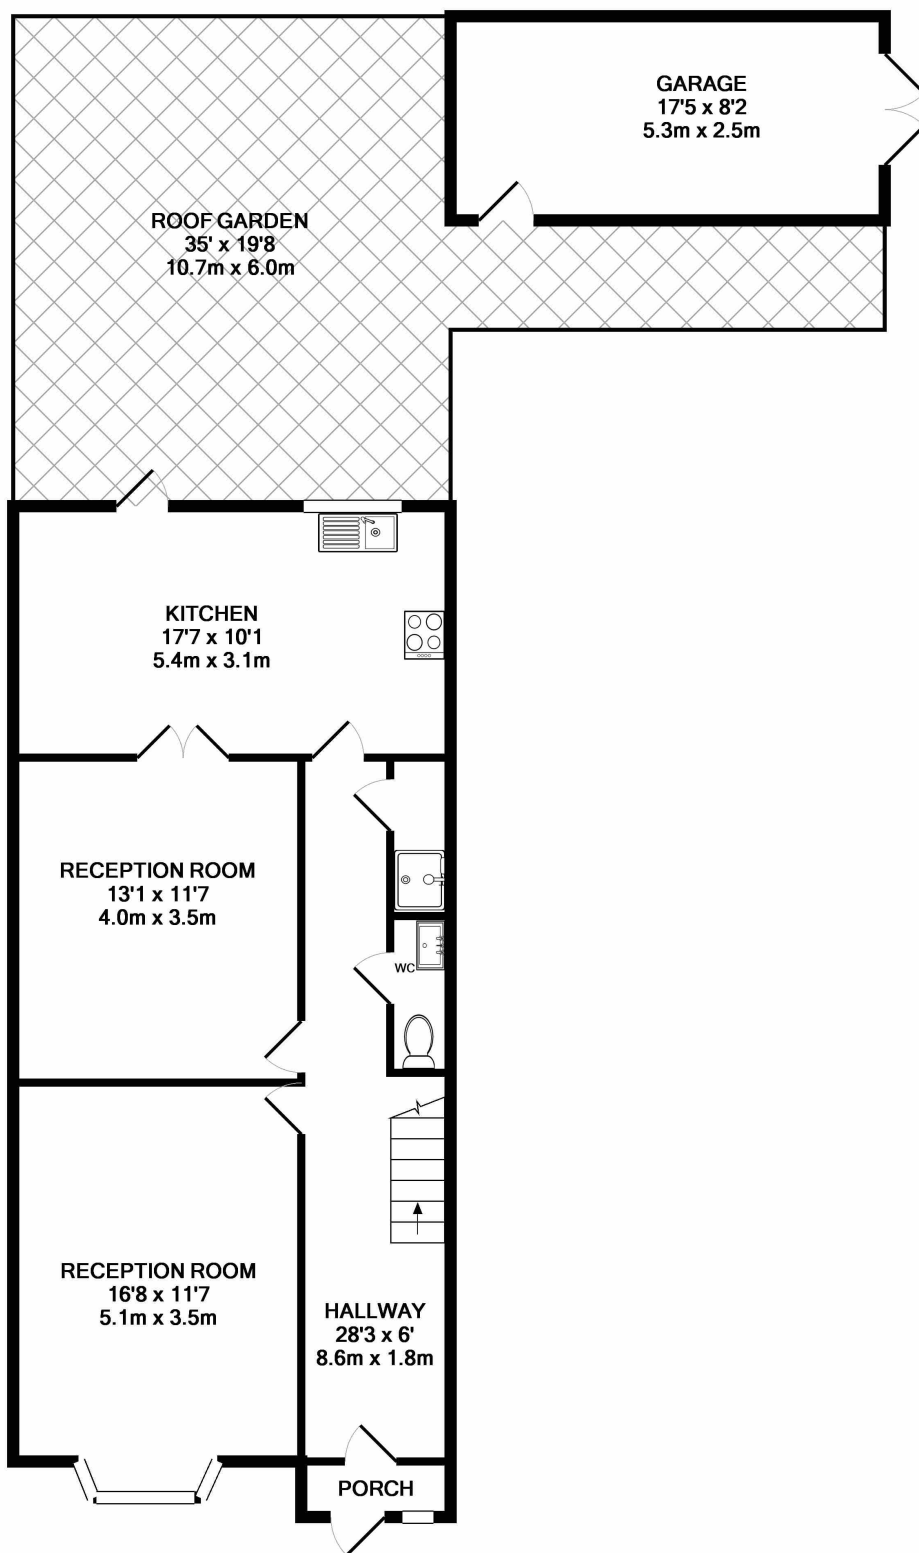 GARAGE
17'5 x 8'2
5.3m x 2.5m
ROOF GARDEN
35' x 19'8
10.7m x 6.0m
KITCHEN
17'7 x 10'1
5.4m x 3.1m
RECEPTION ROOM
13'1 x 11'7
4.0m x 3.5m
WC
RECEPTION ROOM
16'8 x 11'7
5.1m x 3.5m
HALLWAY
28'3 x 6'
8.6m x 1.8m
PORCH